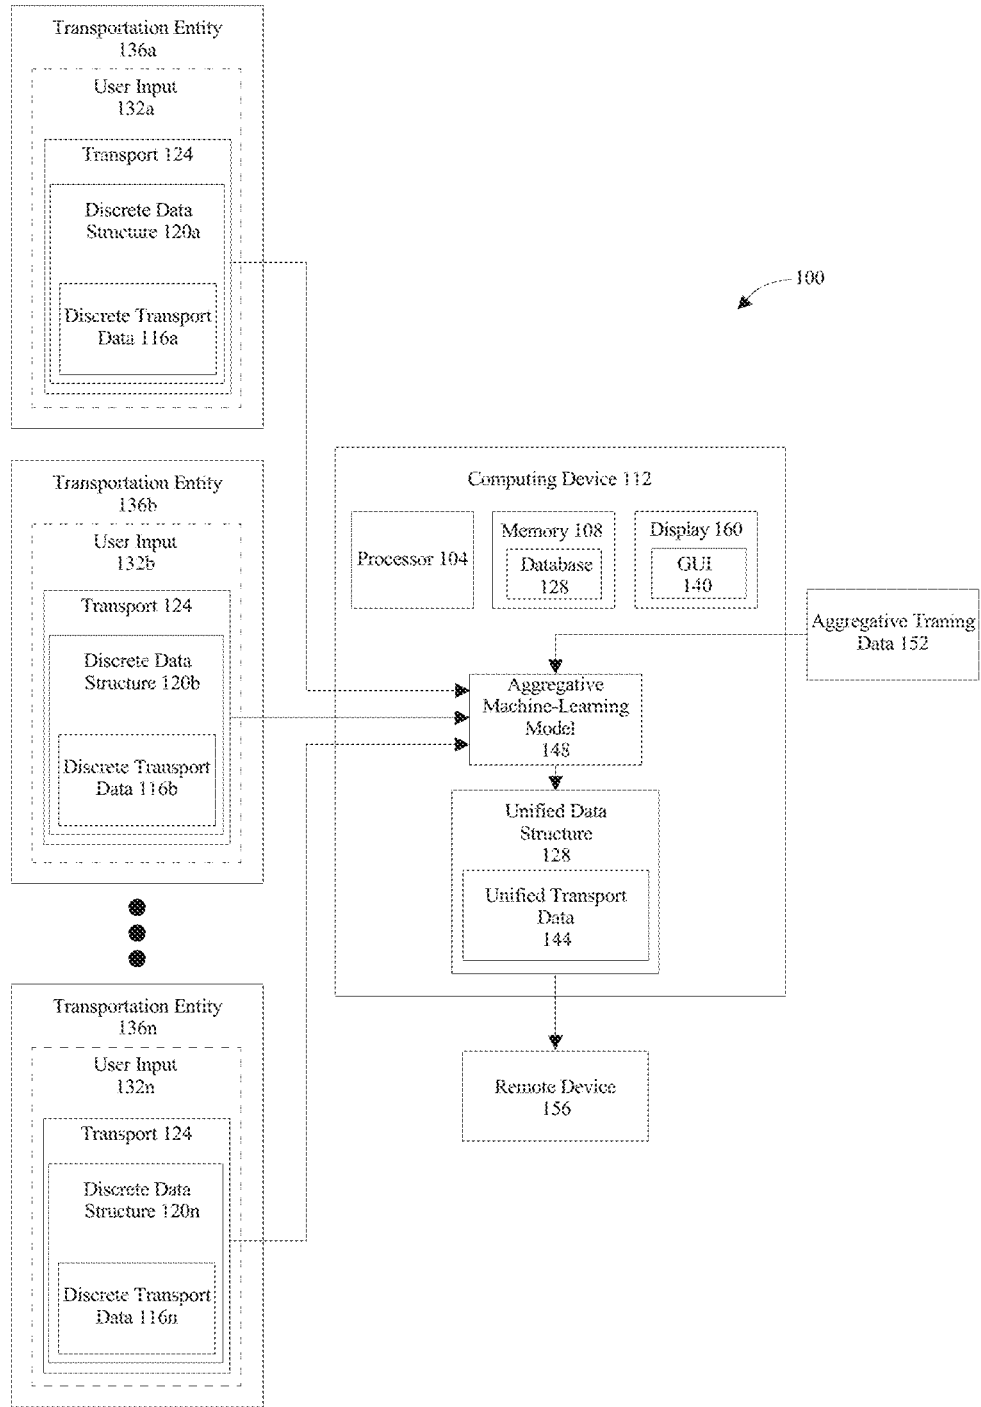 Transportation Entity
136a
User Input
132a
Transport 124
Discrete Data
Structure 120a
Discrete Transport
Data 116a
100
Transportation Entity
136b
User Input
132b
Transport 124
Discrete Data
Structure 120b
Discrete Transport
Data 116b
Computing Device 112
Processor 104
Memory 108
Database
128
Display 160
GUI
140
Aggregative Traning
Data 152
Aggregative
Machine-Learning
Model
148
Unified Data
Structure
128
Unified Transport
Data
144
Remote Device
156
Transportation Entity
136n
User Input
132n
Transport 124
Discrete Data
Structure 120n
Discrete Transport
Data 116n